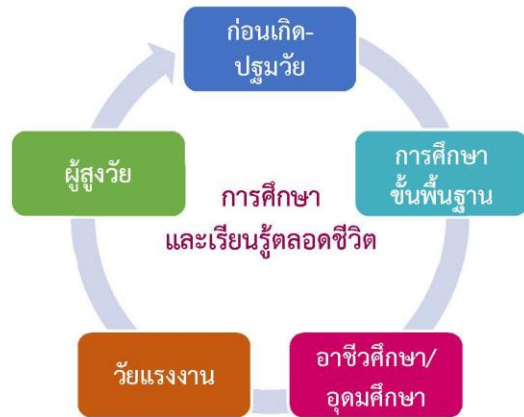 ก่อนเกิด-
ปฐมวัย
การศึกษา
ขั้นพื้นฐาน
อาชีวศึกษา/
อุดมศึกษา
วัยแรงงาน
ผู้สูงวัย
การศึกษา
และเรียนรู้ตลอดชีวิต